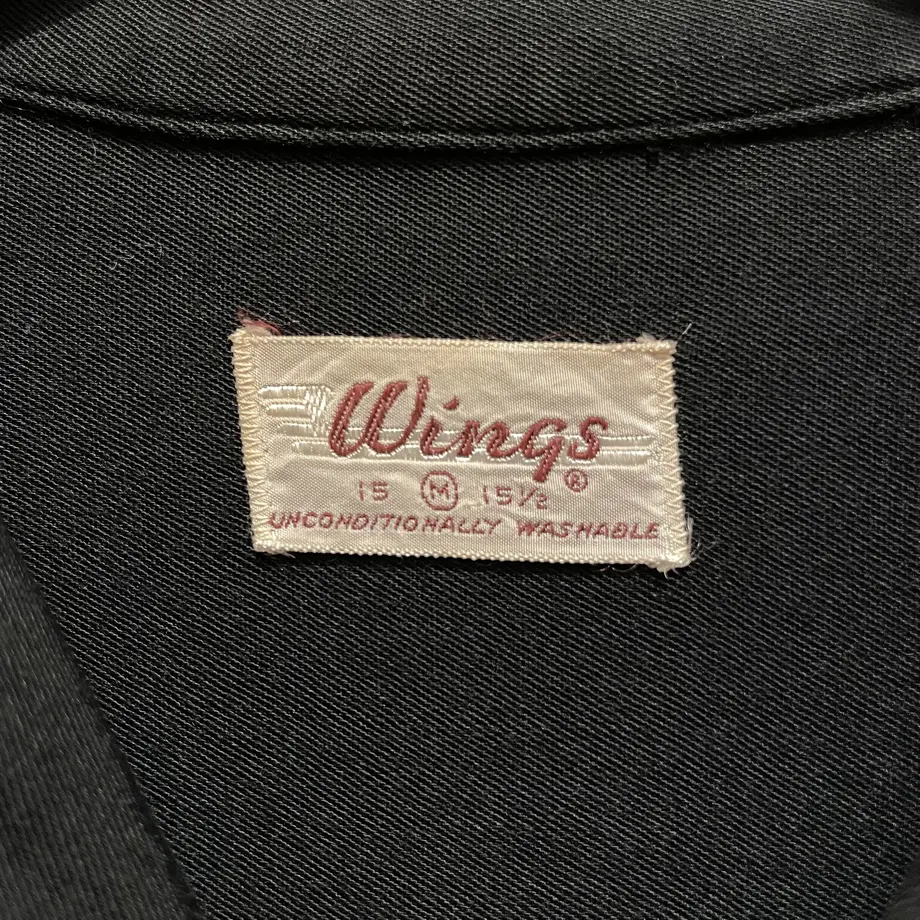 Wings
15 M 15½ ®
UNCONDITIONALLY WASHABLE